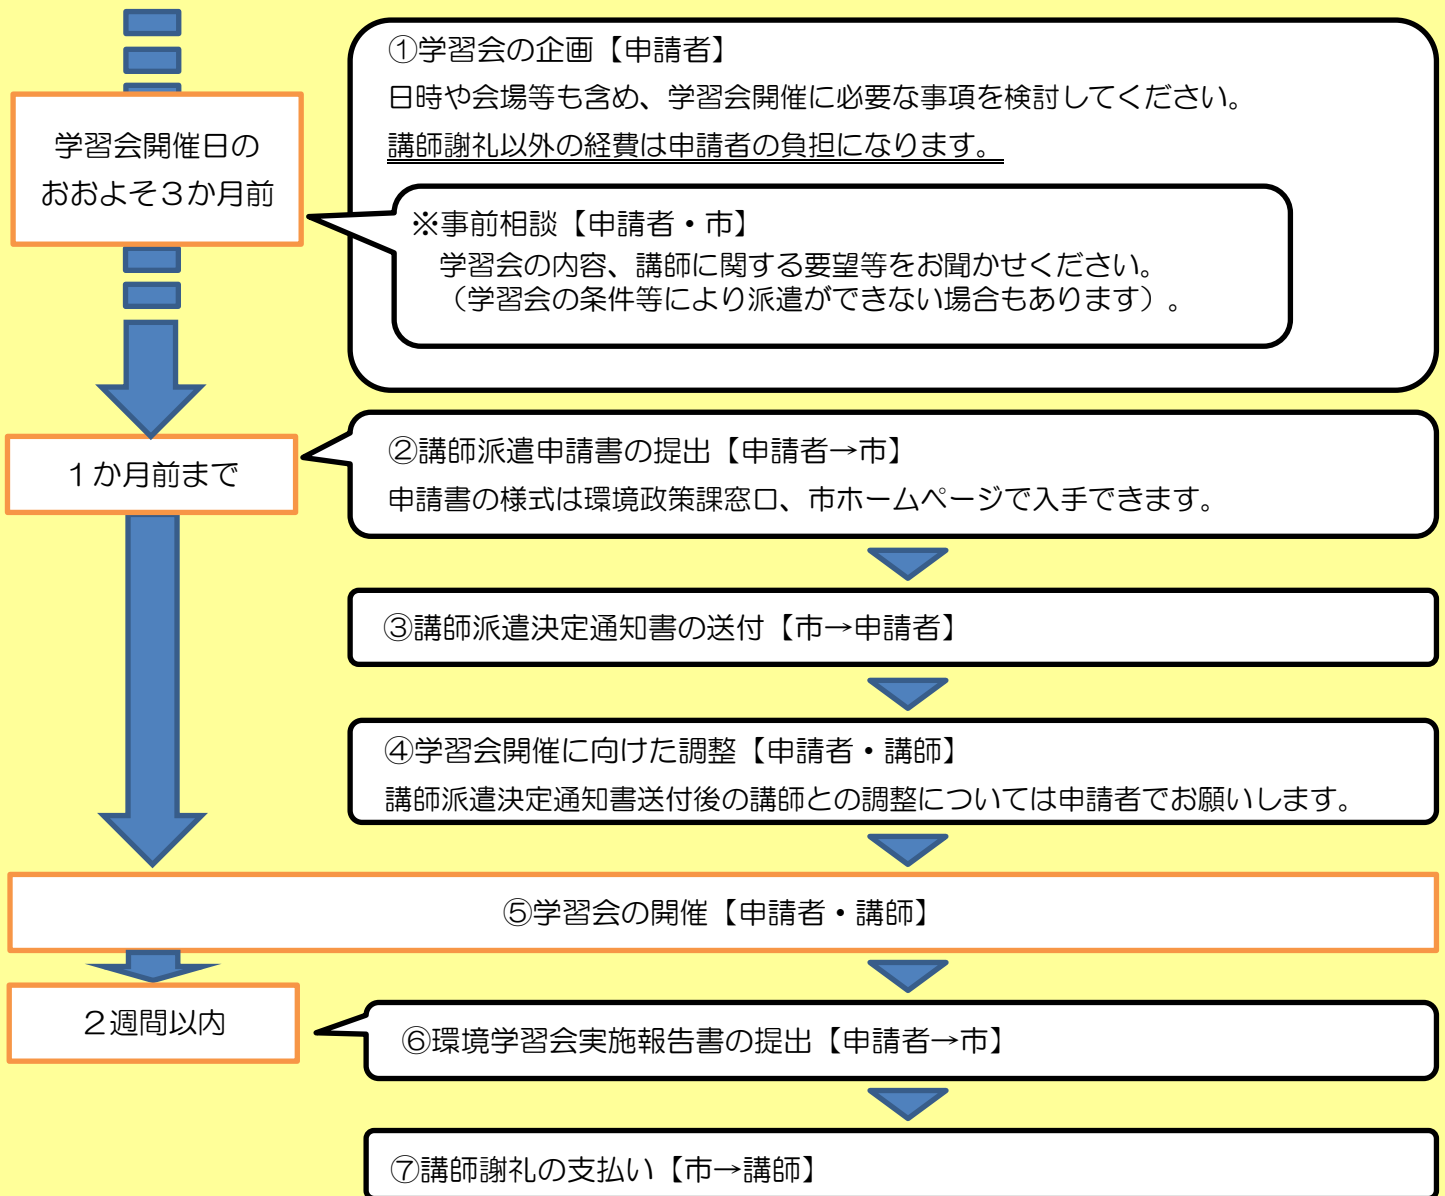 学習会開催日の
おおよそ３か月前
①学習会の企画【申請者】
日時や会場等も含め、学習会開催に必要な事項を検討してください。
講師謝礼以外の経費は申請者の負担になります。
※事前相談【申請者・市】
学習会の内容、講師に関する要望等をお聞かせください。
（学習会の条件等により派遣ができない場合もあります）。
１か月前まで
②講師派遣申請書の提出【申請者→市】
申請書の様式は環境政策課窓口、市ホームページで入手できます。
③講師派遣決定通知書の送付【市→申請者】
④学習会開催に向けた調整【申請者・講師】
講師派遣決定通知書送付後の講師との調整については申請者でお願いします。
⑤学習会の開催【申請者・講師】
２週間以内
⑥環境学習会実施報告書の提出【申請者→市】
⑦講師謝礼の支払い【市→講師】